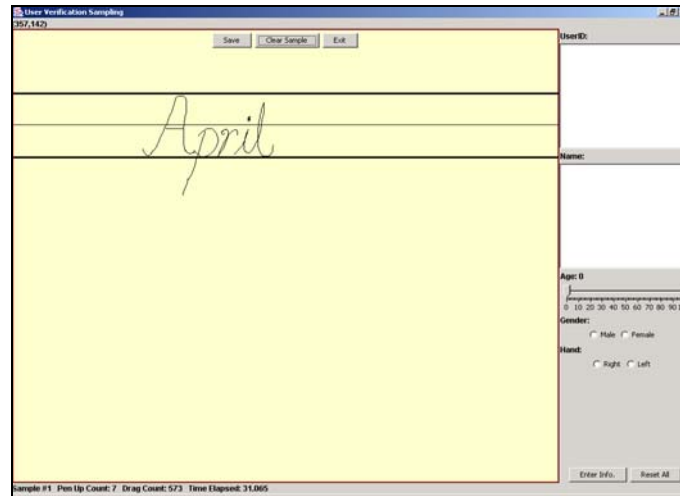 User Verification Sampling
(357,142)
Save Clear Sample Exit
UserID:
April
Name:
Age: 0
0 10 20 30 40 50 60 70 80 90
Gender:
Male Female
Hand:
Right Left
Enter Info. Reset All
Sample #1 Pen Up Count: 7 Drag Count: 573 Time Elapsed: 31.065